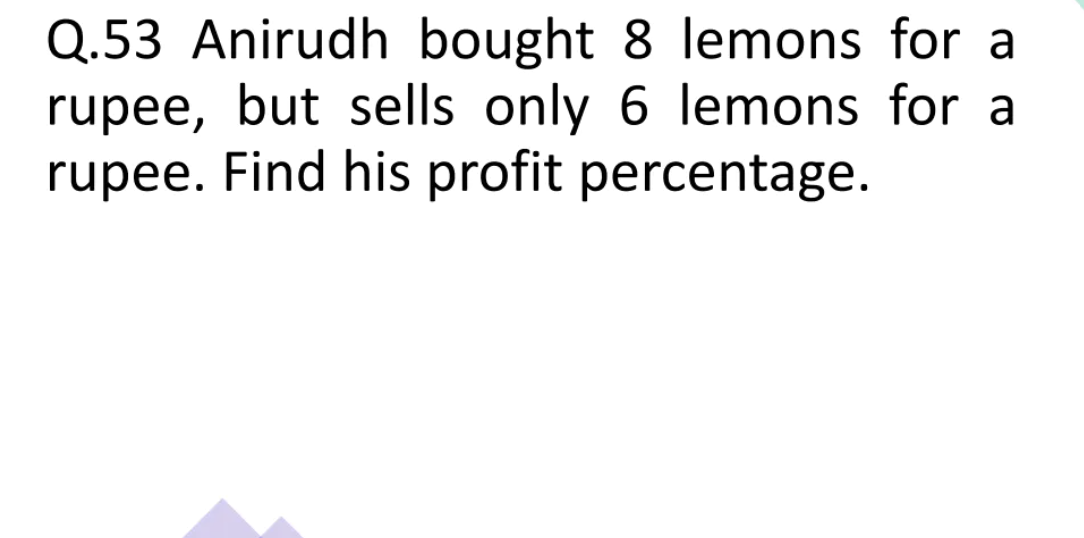 Q.53 Anirudh bought 8 lemons for a
rupee, but sells only 6 lemons for a
rupee. Find his profit percentage.